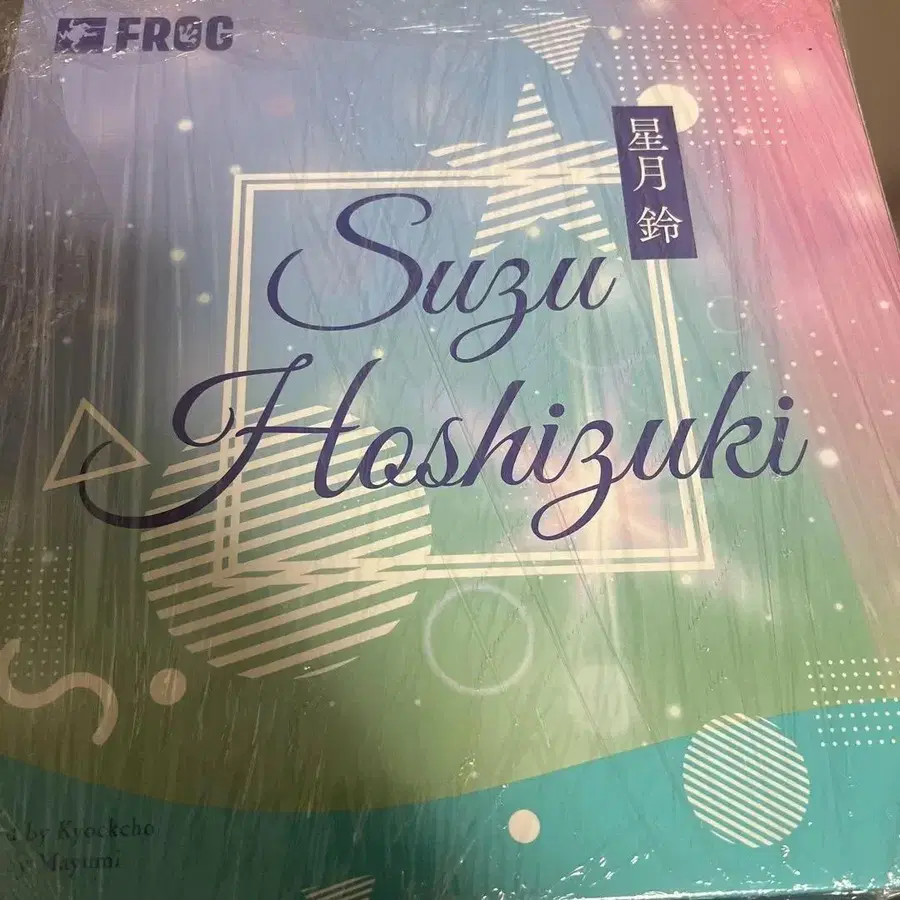 FROG
星月 鈴
Suzu
Hoshizuki
by Kyockcho
Mayumi